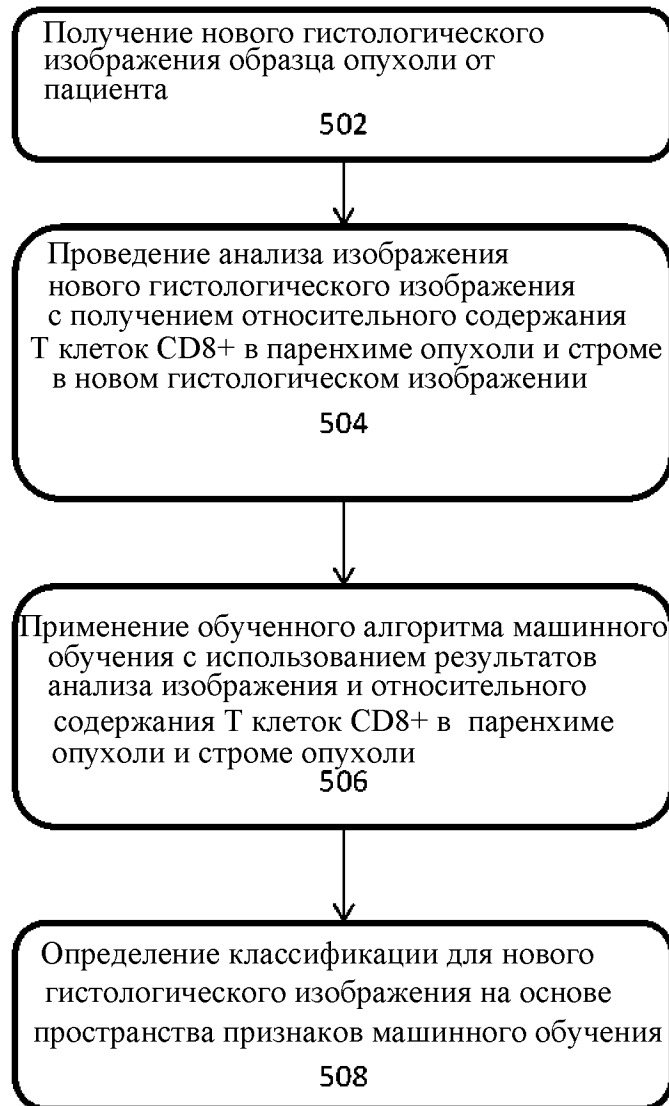 Получение нового гистологического
изображения образца опухоли от
пациента
502
Проведение анализа изображения
нового гистологического изображения
с получением относительного содержания
Т клеток CD8+ в паренхиме опухоли и строме
в новом гистологическом изображении
504
Применение обученного алгоритма машинного
обучения с использованием результатов
анализа изображения и относительного
содержания Т клеток CD8+ в паренхиме
опухоли и строме опухоли
506
Определение классификации для нового
гистологического изображения на основе
пространства признаков машинного обучения
508